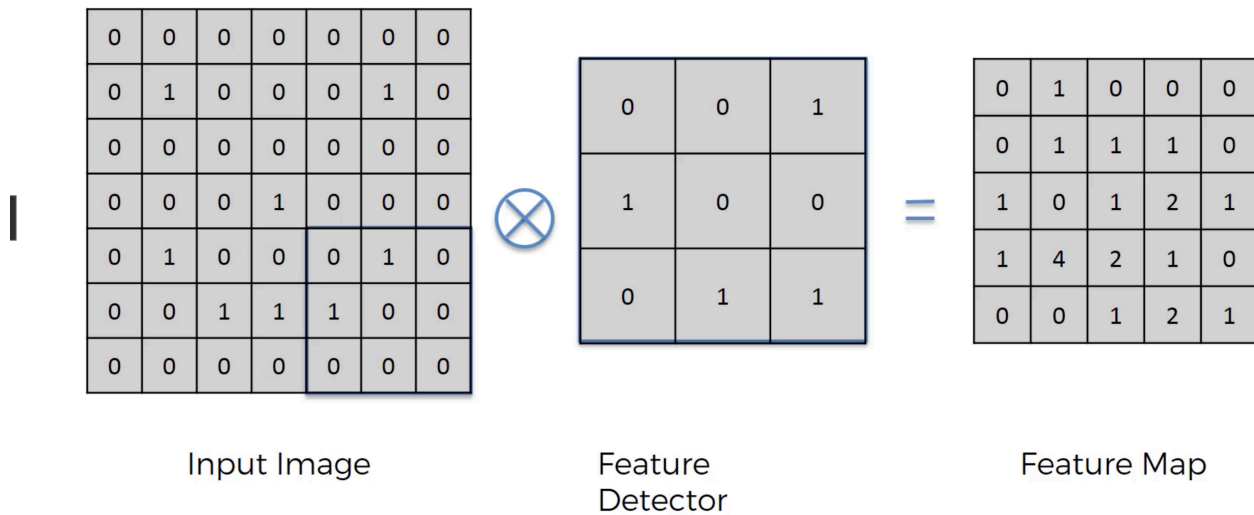 0 0 0 0 0 0 0
0 1 0 0 0 1 0
0 0 0 0 0 0 0
0 0 0 1 0 0 0
0 1 0 0 0 1 0
0 0 1 1 1 0 0
0 0 0 0 0 0 0
Input Image
0 0 1
1 0 0
0 1 1
Feature
Detector
=
0 1 0 0 0
0 1 1 1 0
1 0 1 2 1
1 4 2 1 0
0 0 1 2 1
Feature Map